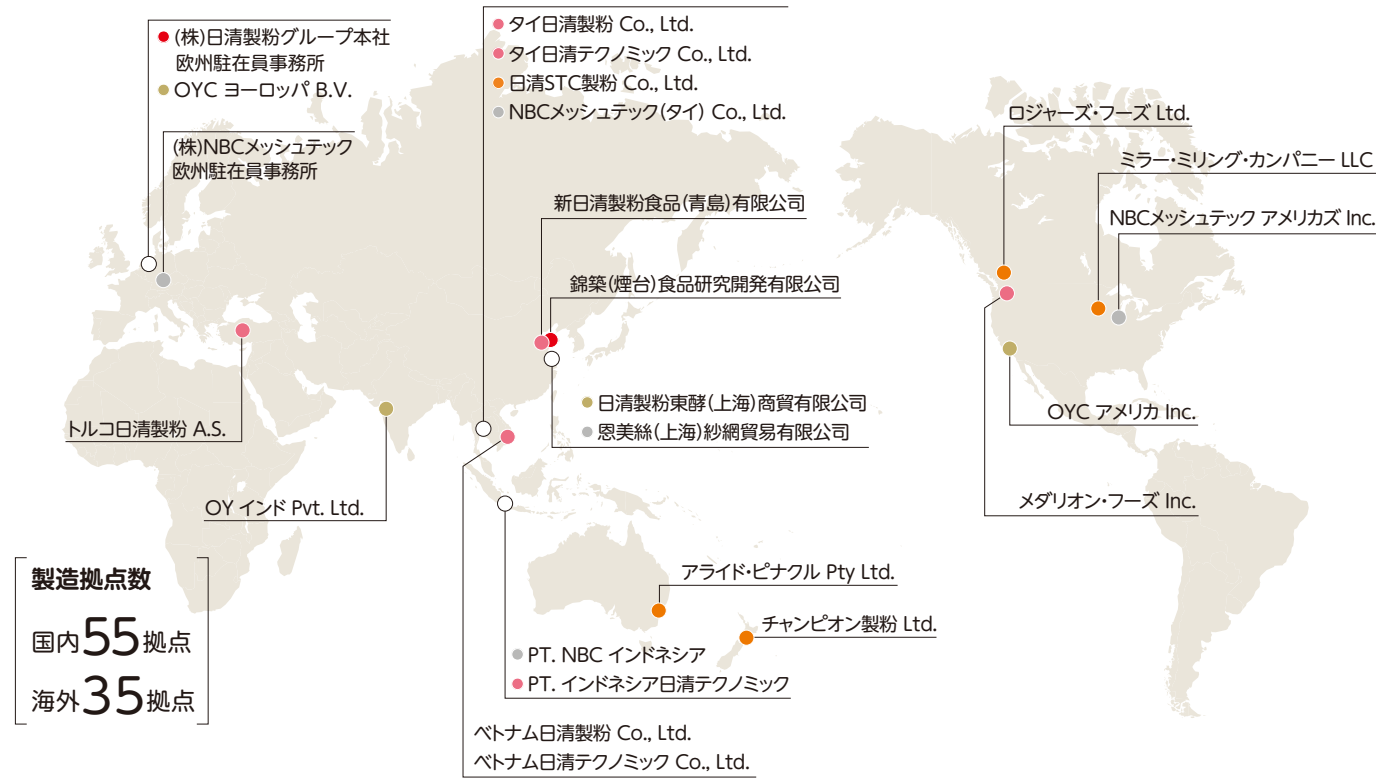 (株)日清製粉グループ本社
欧州駐在員事務所
OYC ヨーロッパ B.V.
(株)NBCメッシュテック
欧州駐在員事務所
タイ日清製粉 Co., Ltd.
タイ日清テクノミック Co., Ltd.
日清STC製粉 Co., Ltd.
NBCメッシュテック(タイ) Co., Ltd.
新日清製粉食品(青島)有限公司
錦築(煙台)食品研究開発有限公司
日清製粉東酵(上海)商貿有限公司
恩美絲(上海)紗網貿易有限公司
ロジャーズ・フーズ Ltd.
ミラー・ミリング・カンパニー LLC
NBCメッシュテック アメリカズ Inc.
OYC アメリカ Inc.
メダリオン・フーズ Inc.
トルコ日清製粉 A.S.
OY インド Pvt. Ltd.
アライド・ピナクル Pty Ltd.
チャンピオン製粉 Ltd.
PT. NBC インドネシア
PT. インドネシア日清テクノミック
ベトナム日清製粉 Co., Ltd.
ベトナム日清テクノミック Co., Ltd.
製造拠点数
国内55拠点
海外35拠点